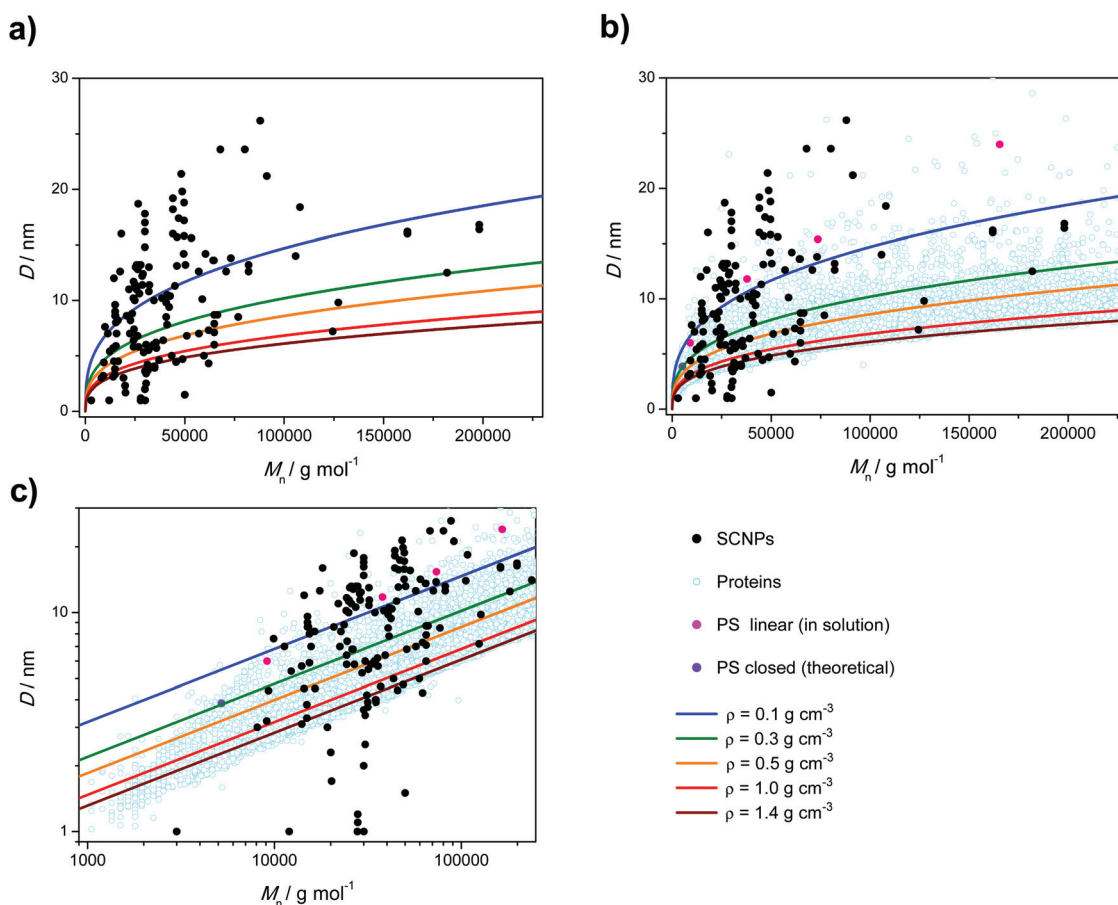 a)
30
20
10
0
D / nm
0
50000
100000
150000
200000
Mn / g mol⁻¹
b)
30
20
10
0
D / nm
0
50000
100000
150000
200000
Mn / g mol⁻¹
c)
10
1
D / nm
1000
10000
100000
Mn / g mol⁻¹
SCNPs
Proteins
PS linear (in solution)
PS closed (theoretical)
ρ = 0.1 g cm⁻³
ρ = 0.3 g cm⁻³
ρ = 0.5 g cm⁻³
ρ = 1.0 g cm⁻³
ρ = 1.4 g cm⁻³